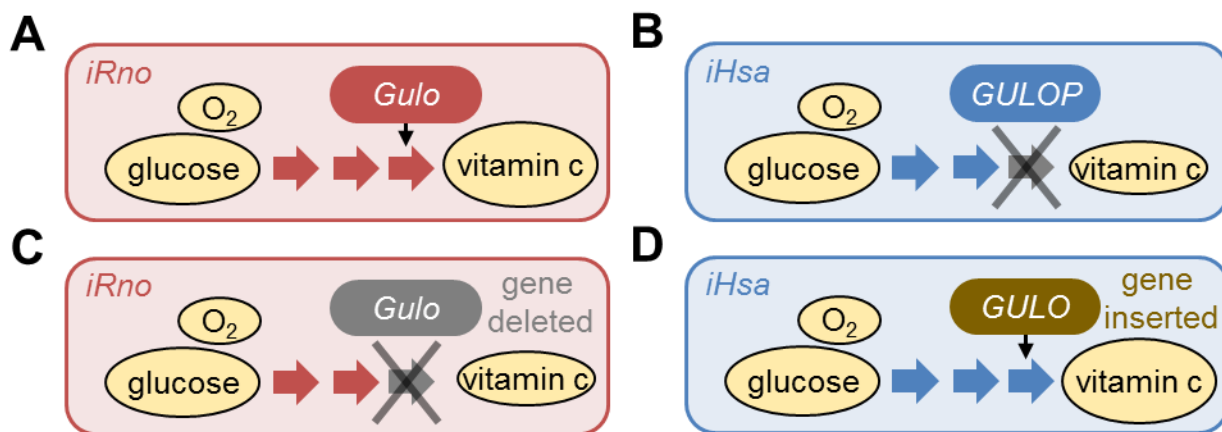 A
iRno
Gulo
O2
glucose
vitamin c
B
iHsa
GULOP
O2
glucose
vitamin c
C
iRno
Gulo
gene
deleted
O2
glucose
vitamin c
D
iHsa
GULO
gene
inserted
O2
glucose
vitamin c